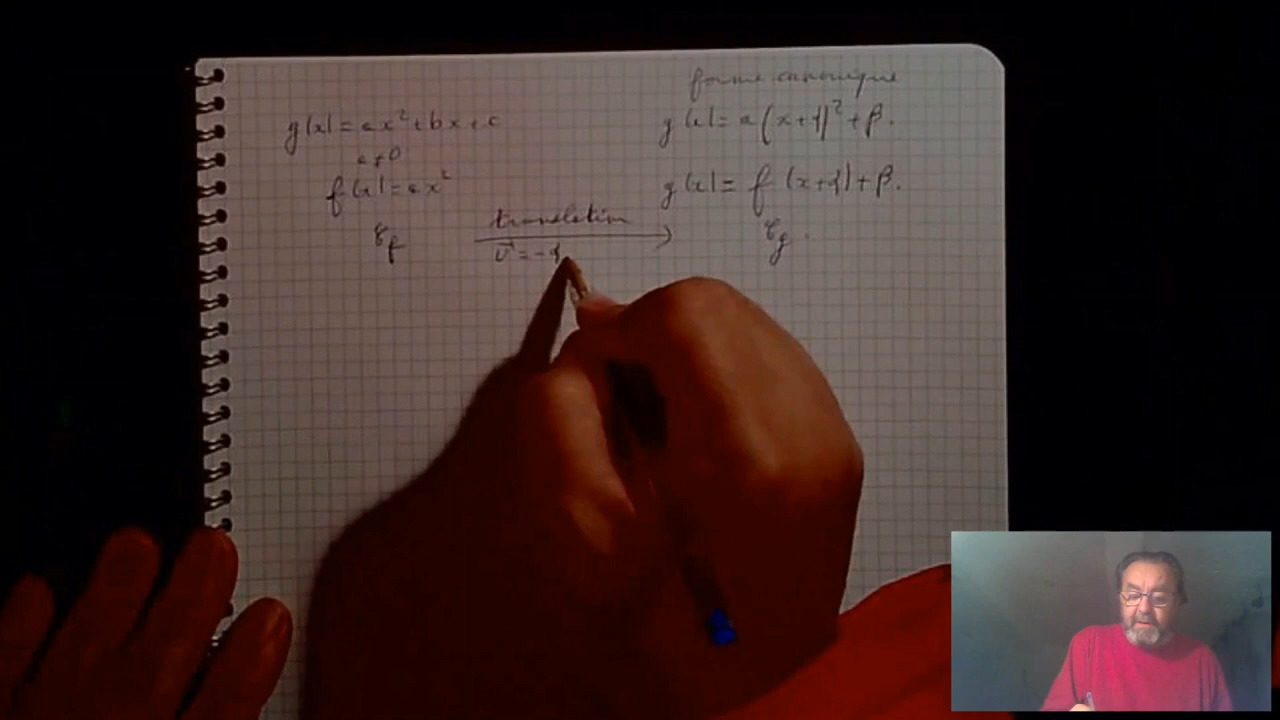 forme canonique
g(x) = ax² + bx + c
g(x) = a(x+α)² + β.
a ≠ 0
f(x) = ax²
g(x) = f(x+α) + β.
translation
𝒞f
𝒞g.
v⃗ = -α